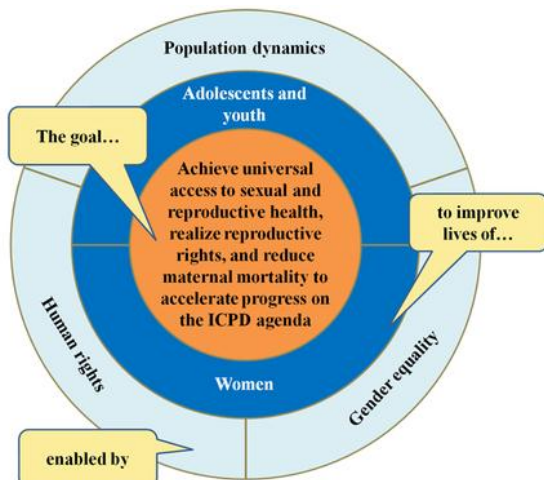 Population dynamics
Adolescents and
youth
The goal…
Achieve universal
access to sexual and
reproductive health,
realize reproductive
rights, and reduce
maternal mortality to
accelerate progress on
the ICPD agenda
to improve
lives of…
Human rights
Women
Gender equality
enabled by